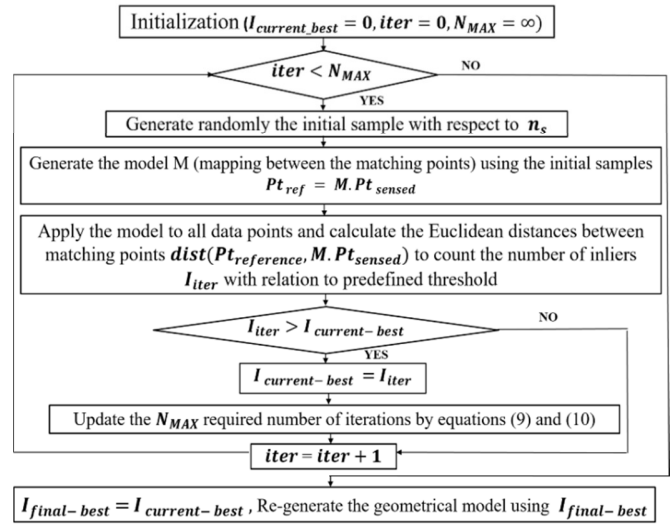 Initialization (I_current_best = 0, iter = 0, N_MAX = ∞)
iter < N_MAX
NO
YES
Generate randomly the initial sample with respect to n_s
Generate the model M (mapping between the matching points) using the initial samples
Pt_ref = M.Pt_sensed
Apply the model to all data points and calculate the Euclidean distances between
matching points dist(Pt_reference, M.Pt_sensed) to count the number of inliers
I_iter with relation to predefined threshold
I_iter > I_current-best
NO
YES
I_current-best = I_iter
Update the N_MAX required number of iterations by equations (9) and (10)
iter = iter + 1
I_final-best = I_current-best, Re-generate the geometrical model using I_final-best